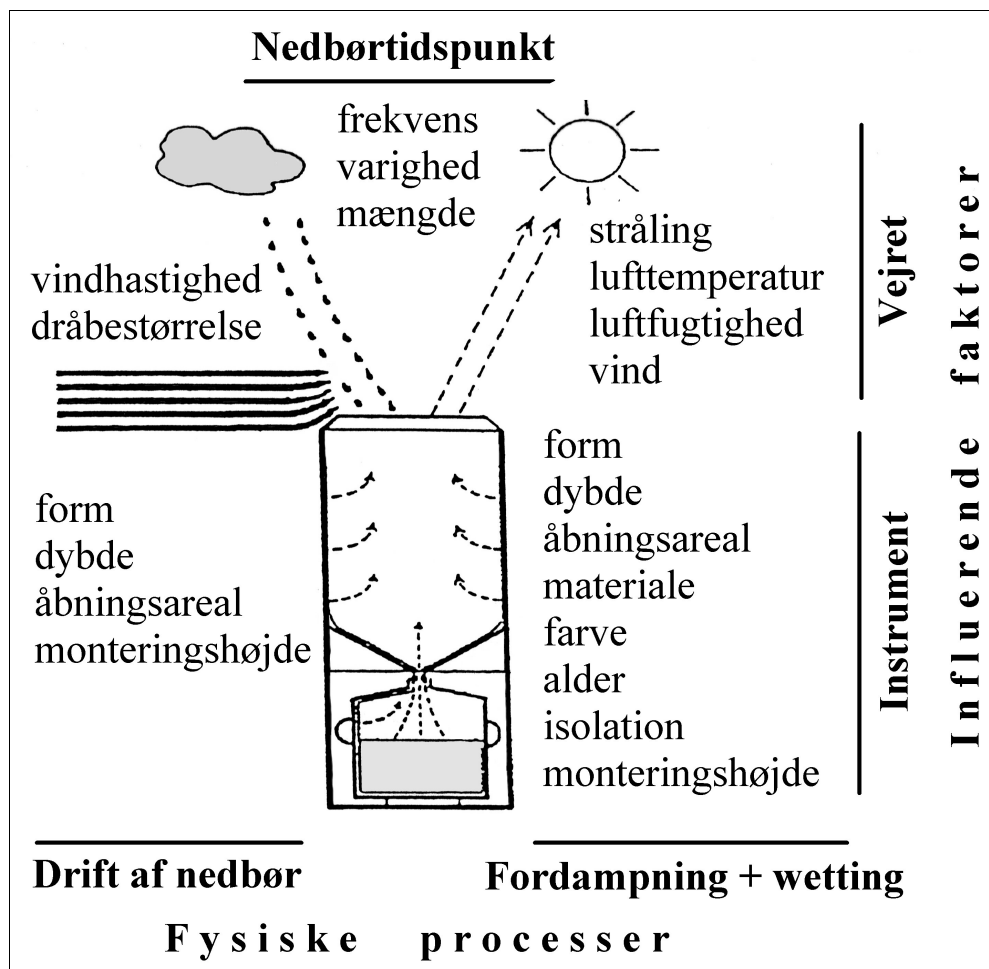 Nedbørtidspunkt
frekvens
varighed
mængde
vindhastighed
dråbestørrelse
stråling
lufttemperatur
luftfugtighed
vind
Vejret
form
dybde
åbningsareal
monteringshøjde
form
dybde
åbningsareal
materiale
farve
alder
isolation
monteringshøjde
Instrument
Influerende faktorer
Drift af nedbør
Fordampning + wetting
Fysiske processer